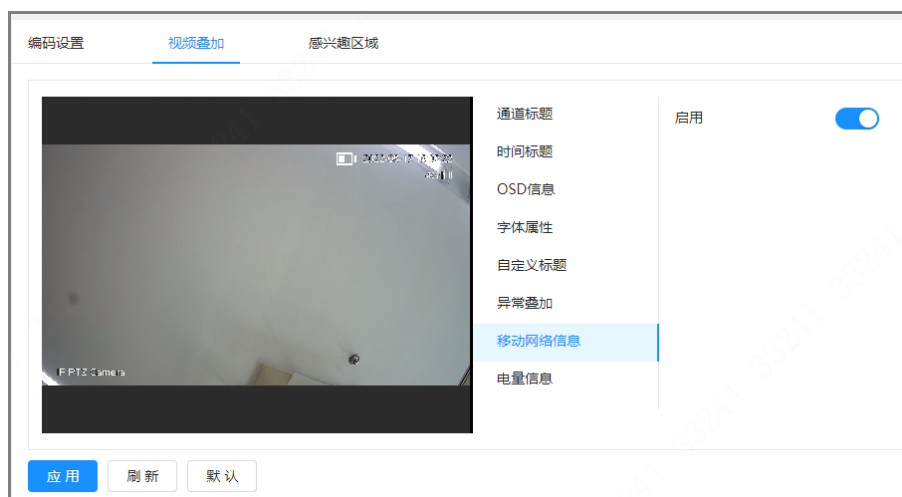 编码设置 视频叠加 感兴趣区域
通道标题 启用
时间标题
OSD信息
字体属性
自定义标题
异常叠加
移动网络信息
电量信息
IP PTZ Camera
应用 刷新 默认